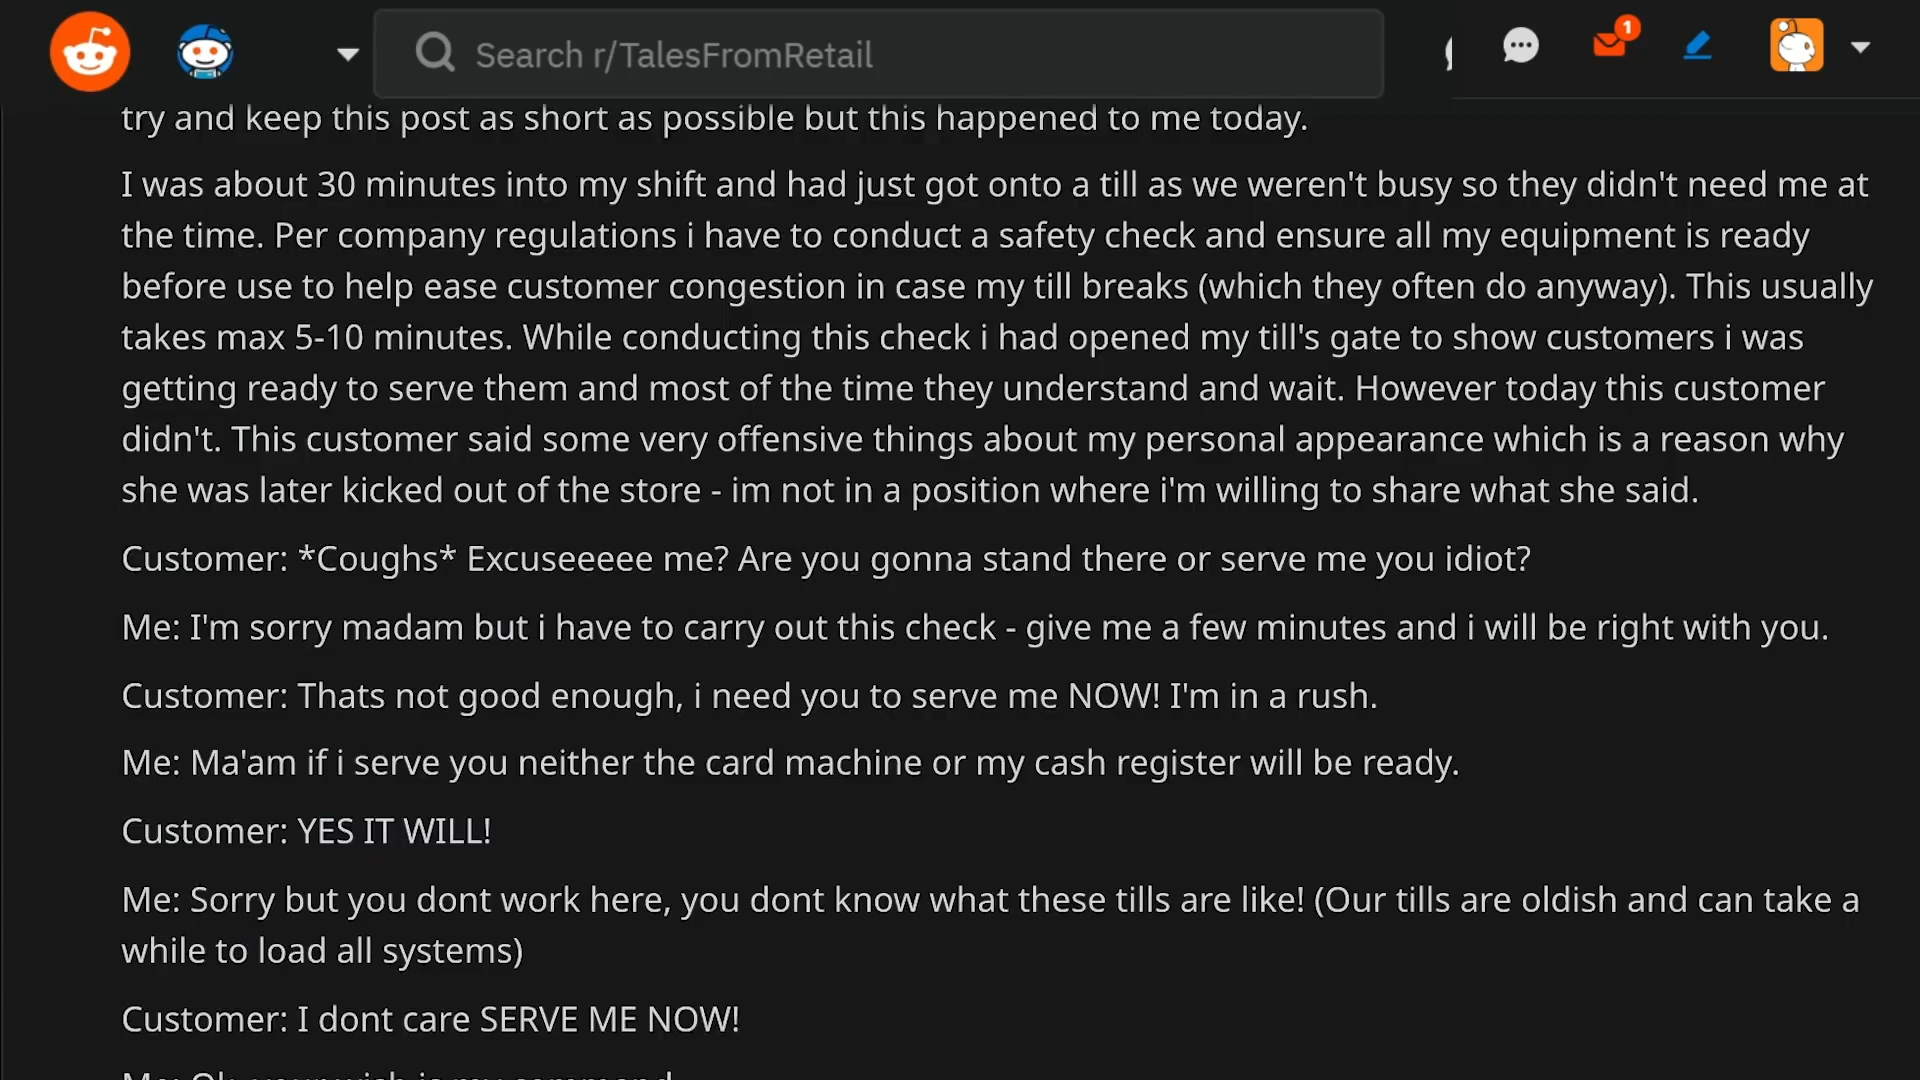 Search r/TalesFromRetail
1
try and keep this post as short as possible but this happened to me today.
I was about 30 minutes into my shift and had just got onto a till as we weren't busy so they didn't need me at
the time. Per company regulations i have to conduct a safety check and ensure all my equipment is ready
before use to help ease customer congestion in case my till breaks (which they often do anyway). This usually
takes max 5-10 minutes. While conducting this check i had opened my till's gate to show customers i was
getting ready to serve them and most of the time they understand and wait. However today this customer
didn't. This customer said some very offensive things about my personal appearance which is a reason why
she was later kicked out of the store - im not in a position where i'm willing to share what she said.
Customer: *Coughs* Excuseeeee me? Are you gonna stand there or serve me you idiot?
Me: I'm sorry madam but i have to carry out this check - give me a few minutes and i will be right with you.
Customer: Thats not good enough, i need you to serve me NOW! I'm in a rush.
Me: Ma'am if i serve you neither the card machine or my cash register will be ready.
Customer: YES IT WILL!
Me: Sorry but you dont work here, you dont know what these tills are like! (Our tills are oldish and can take a
while to load all systems)
Customer: I dont care SERVE ME NOW!
Me: Ok, your wish is my command